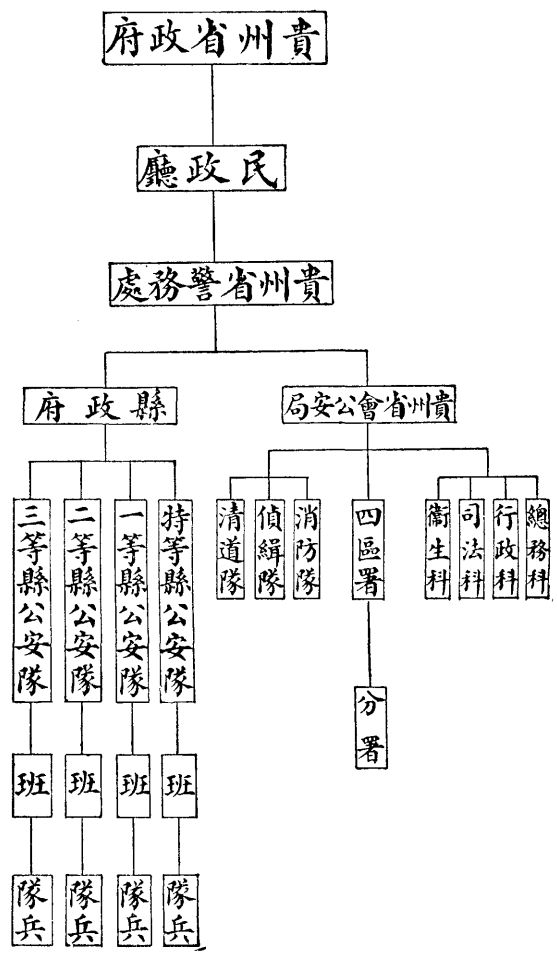 貴州省政府
民政廳
貴州省警務處
貴州省會公安局
縣政府
總務科
行政科
司法科
衞生科
四區署
消防隊
偵緝隊
清道隊
特等縣公安隊
一等縣公安隊
二等縣公安隊
三等縣公安隊
分署
班
班
班
班
隊兵
隊兵
隊兵
隊兵